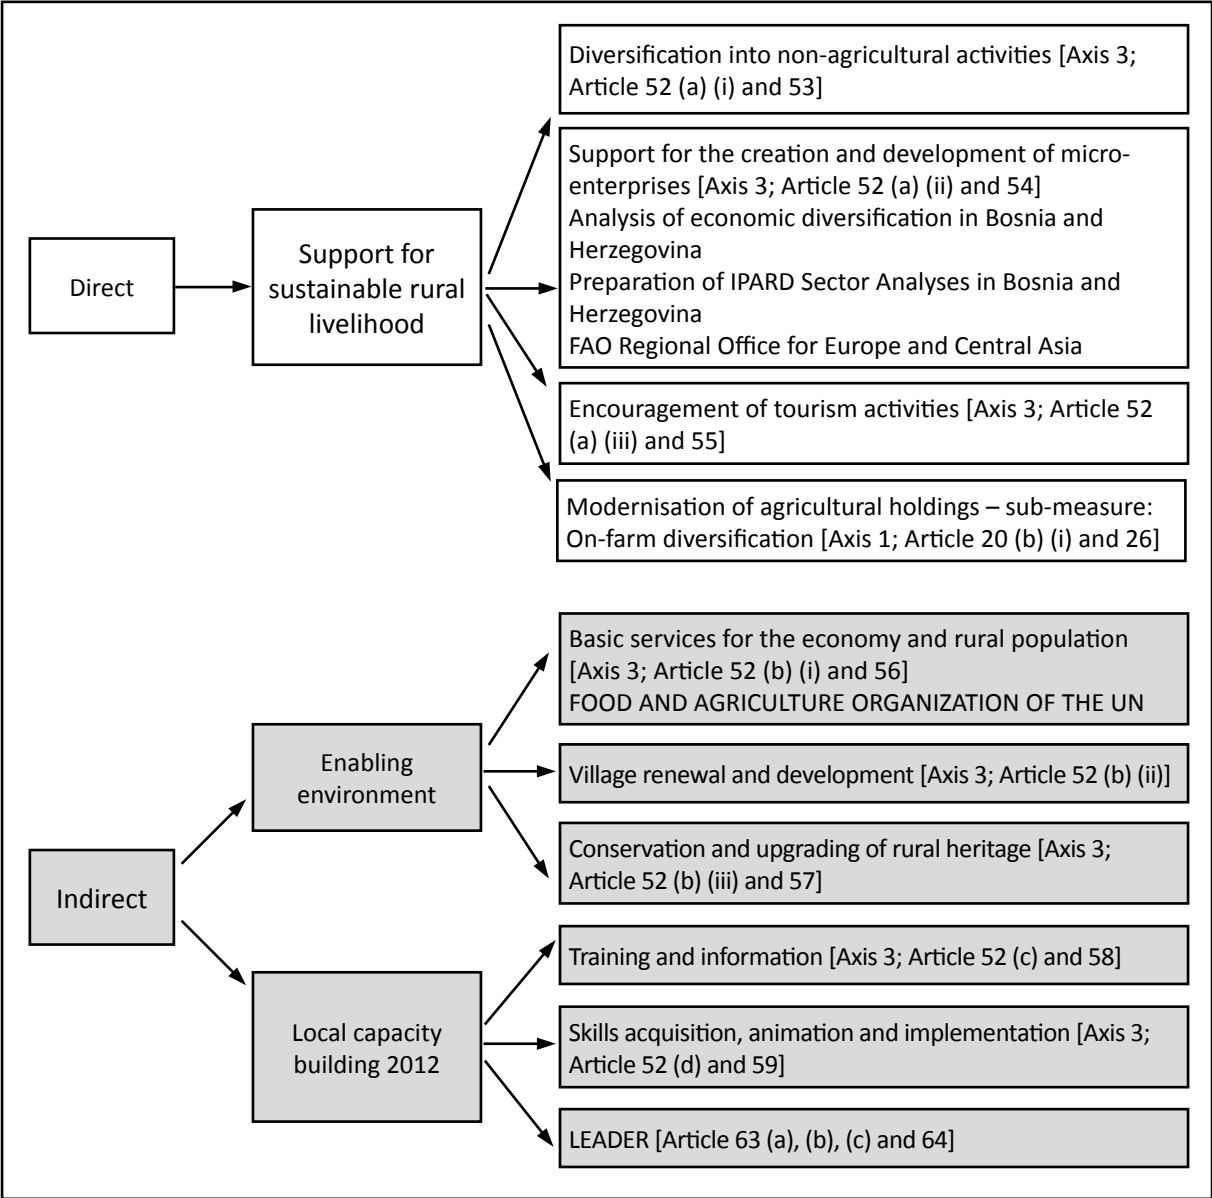 Direct
Support for
sustainable rural
livelihood
Diversification into non-agricultural activities [Axis 3;
Article 52 (a) (i) and 53]
Support for the creation and development of micro-
enterprises [Axis 3; Article 52 (a) (ii) and 54]
Analysis of economic diversification in Bosnia and
Herzegovina
Preparation of IPARD Sector Analyses in Bosnia and
Herzegovina
FAO Regional Office for Europe and Central Asia
Encouragement of tourism activities [Axis 3; Article 52
(a) (iii) and 55]
Modernisation of agricultural holdings – sub-measure:
On-farm diversification [Axis 1; Article 20 (b) (i) and 26]
Indirect
Enabling
environment
Basic services for the economy and rural population
[Axis 3; Article 52 (b) (i) and 56]
FOOD AND AGRICULTURE ORGANIZATION OF THE UN
Village renewal and development [Axis 3; Article 52 (b) (ii)]
Conservation and upgrading of rural heritage [Axis 3;
Article 52 (b) (iii) and 57]
Local capacity
building 2012
Training and information [Axis 3; Article 52 (c) and 58]
Skills acquisition, animation and implementation [Axis 3;
Article 52 (d) and 59]
LEADER [Article 63 (a), (b), (c) and 64]